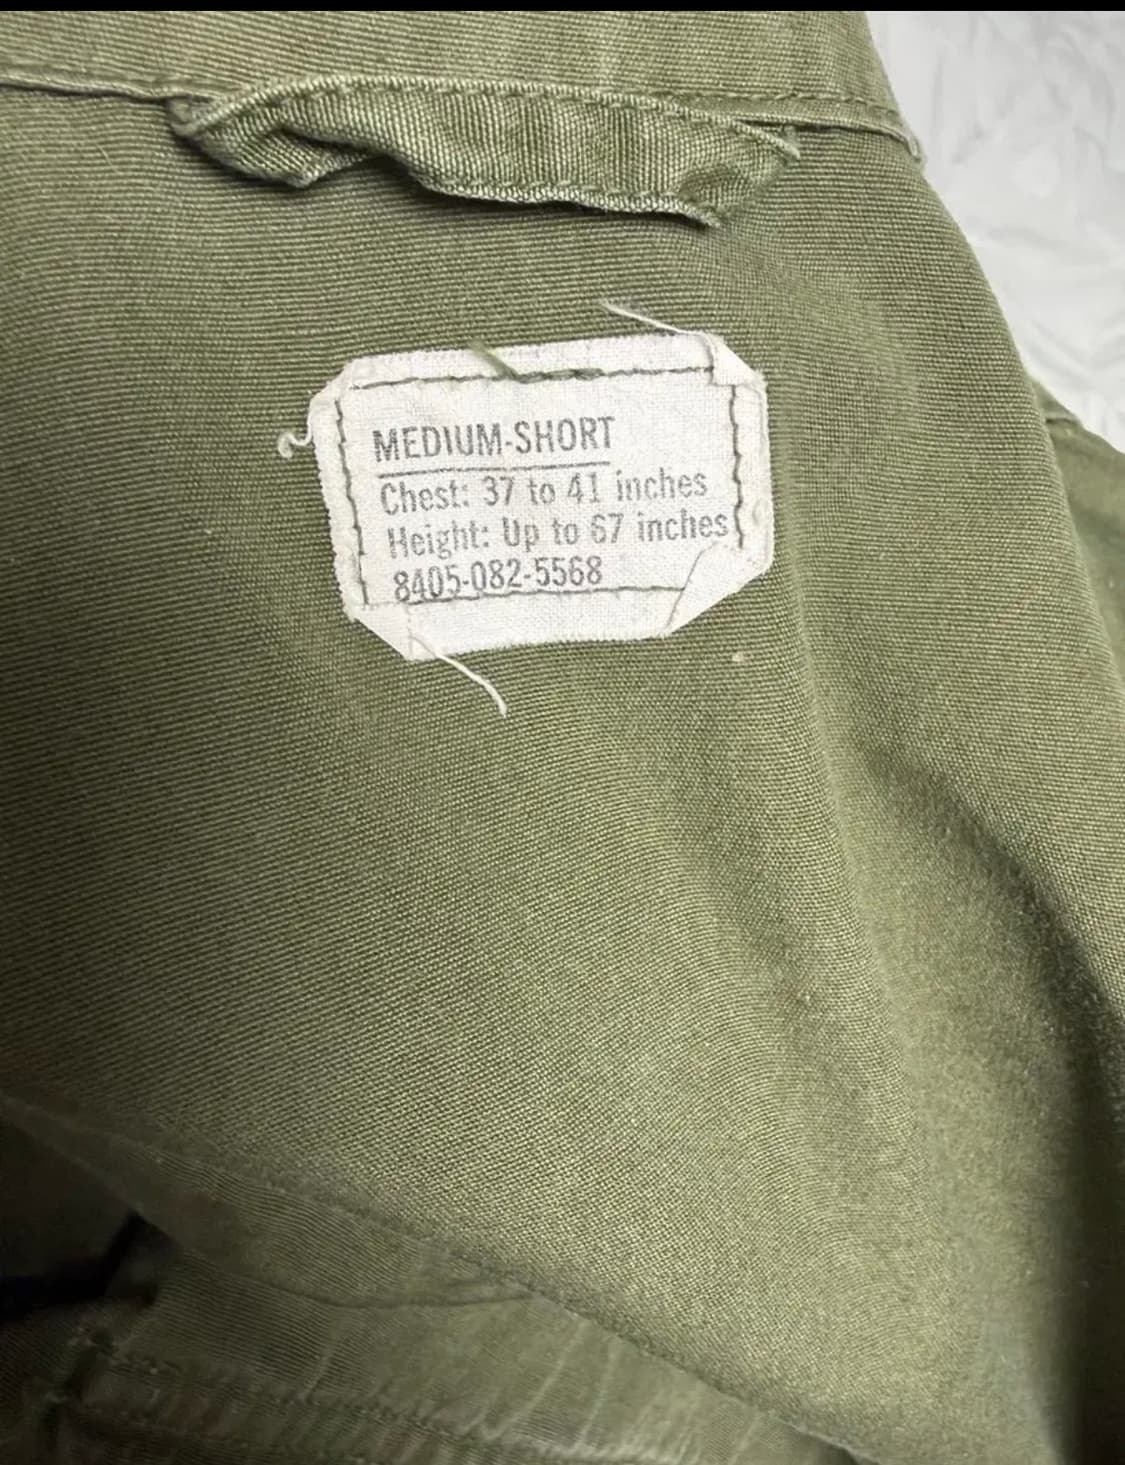 MEDIUM-SHORT
Chest: 37 to 41 inches
Height: Up to 67 inches
8405-082-5568